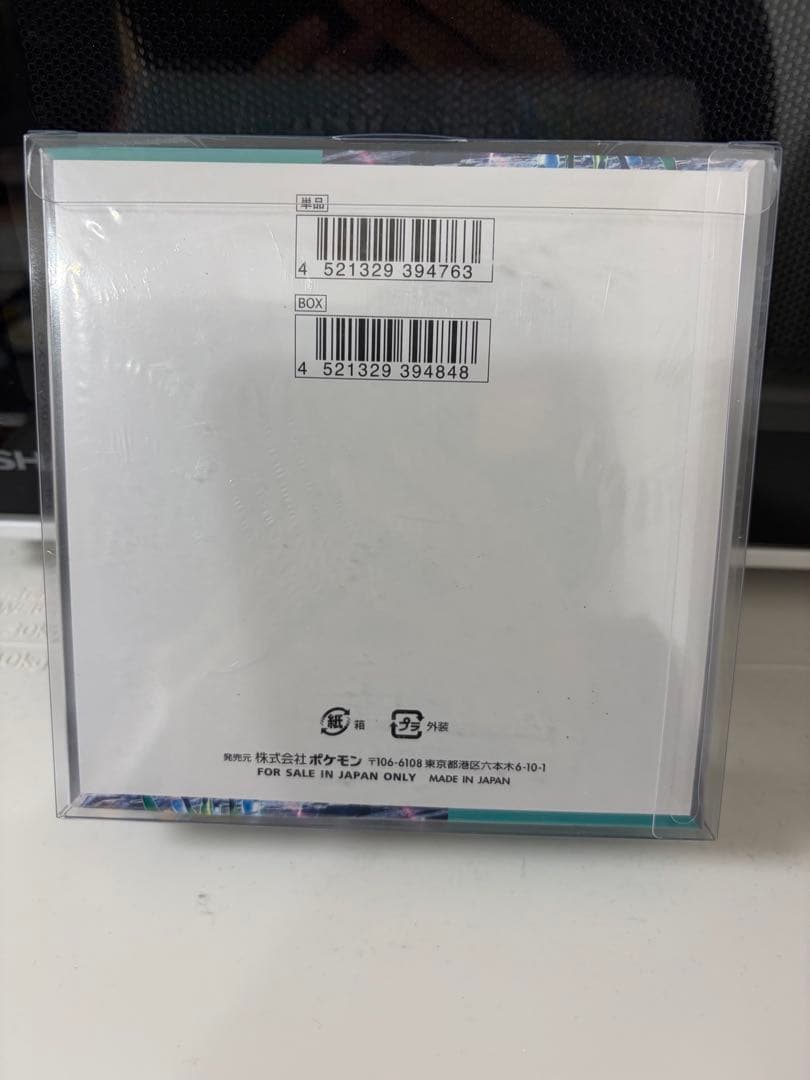 単品
4 521329 394763
BOX
4 521329 394848
紙 箱 プラ 外装
発売元 株式会社 ポケモン 〒106-6108 東京都港区六本木6-10-1
FOR SALE IN JAPAN ONLY MADE IN JAPAN
SH